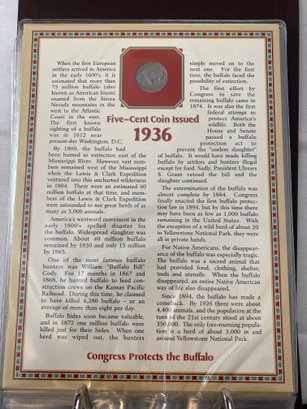 When the first European
settlers arrived in America
in the early 1600's, it is
estimated that more than
75 million buffalo (also
known as American bison)
roamed from the Sierra
Nevada mountains in the
west to the Atlantic
Coast in the east. The
first known
sighting of a buffalo
was in 1612 near
present-day Washington, D.C.
By 1800, the buffalo had
been hunted to extinction east of the
Mississippi River. However, vast num-
bers remained west of the Mississippi
when the Lewis & Clark Expedition
ventured into this uncharted wilderness
in 1804. There were an estimated 60
million buffalo at that time, and mem-
bers of the Lewis & Clark Expedition
were astounded to see great herds of as
many as 3,000 animals.
America's westward movement in the
early 1800's spelled disaster for
the buffalo. Widespread slaughter was
common. About 40 million buffalo
remained by 1830 and only 15 million
by 1865.
One of the most famous buffalo
hunters was William "Buffalo Bill"
Cody. For 17 months in 1867 and
1868, he hunted buffalo to feed con-
struction crews on the Kansas Pacific
Railroad. During this time, he claimed
to have killed 4,280 buffalo or an
average of more than eight per day.
Buffalo hides soon became valuable,
and in 1872 one million buffalo were
killed just for their hides. When one
herd was wiped out, the hunters
Five-Cent Coin Issued
1936
simply moved on to the
next one. For the first
time, the buffalo faced the
possibility of extinction.
The first effort by
Congress to save the
remaining buffalo came in
1874. It was also the first
federal attempt to
protect America's
wildlife. Both the
House and Senate
passed a buffalo
protection act to
prevent the "useless slaughter"
of buffalo. It would have made killing
buffalo by settlers and hunters illegal
except for food. Sadly, President Ulysses
S. Grant vetoed the bill and the
slaughter continued.
The extermination of the buffalo was
almost complete by 1884. Congress
finally enacted the first buffalo protec-
tion law in 1894, but by this time there
may have been as few as 1,000 buffalo
remaining in the United States. With
the exception of a wild herd of about 20
in Yellowstone National Park, they were
all in private hands.
For Native Americans, the disappear-
ance of the buffalo was especially tragic.
The buffalo was a sacred animal that
had provided food, clothing, shelter,
tools and utensils. When the buffalo
disappeared, an entire Native American
way of life also disappeared.
Since 1894, the buffalo has made a
comeback. By 1926 there were about
4,400 animals, and the population at the
turn of the 21st century stood at about
350,000. The only free-roaming popula-
tion is a herd of about 3,000 in and
around Yellowstone National Park.
Congress Protects the Buffalo